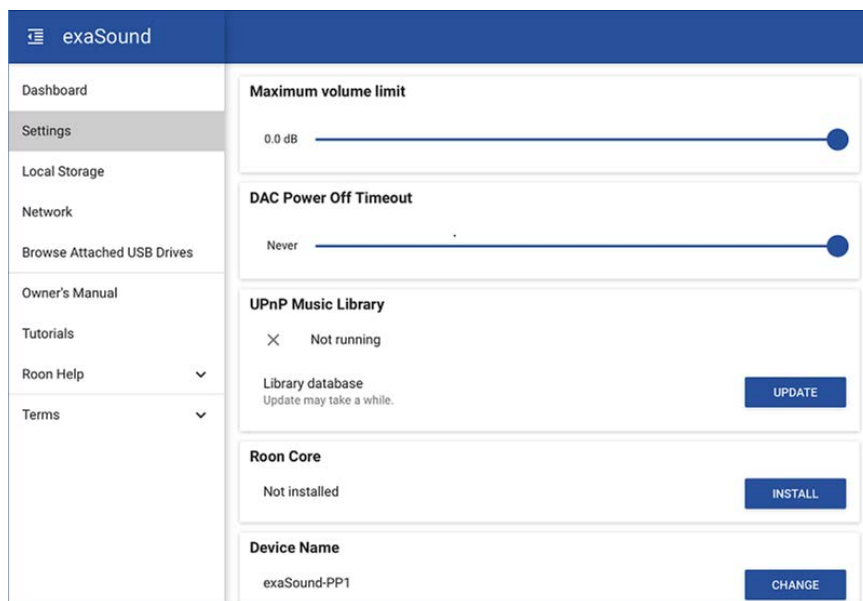 exaSound
Dashboard
Settings
Local Storage
Network
Browse Attached USB Drives
Owner's Manual
Tutorials
Roon Help
Terms
Maximum volume limit
0.0 dB
DAC Power Off Timeout
Never
UPnP Music Library
Not running
Library database
Update may take a while.
UPDATE
Roon Core
Not installed
INSTALL
Device Name
exaSound-PP1
CHANGE